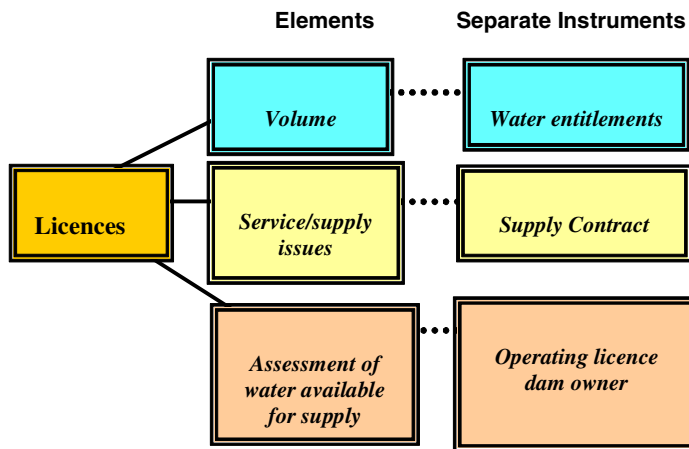 Elements
Separate Instruments
Volume
Water entitlements
Licences
Service/supply
issues
Supply Contract
Assessment of
water available
for supply
Operating licence
dam owner